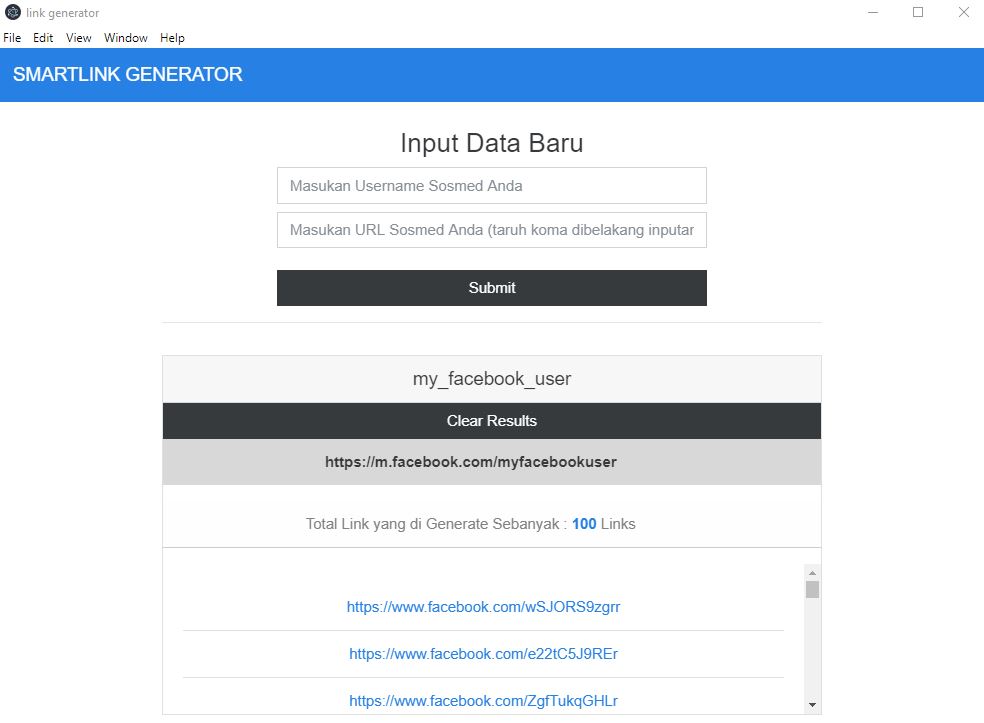 link generator
File Edit View Window Help
SMARTLINK GENERATOR
Input Data Baru
Masukan Username Sosmed Anda
Masukan URL Sosmed Anda (taruh koma dibelakang inputar
Submit
my_facebook_user
Clear Results
https://m.facebook.com/myfacebookuser
Total Link yang di Generate Sebanyak : 100 Links
https://www.facebook.com/wSJORS9zgrr
https://www.facebook.com/e22tC5J9REr
https://www.facebook.com/ZgfTukqGHLr